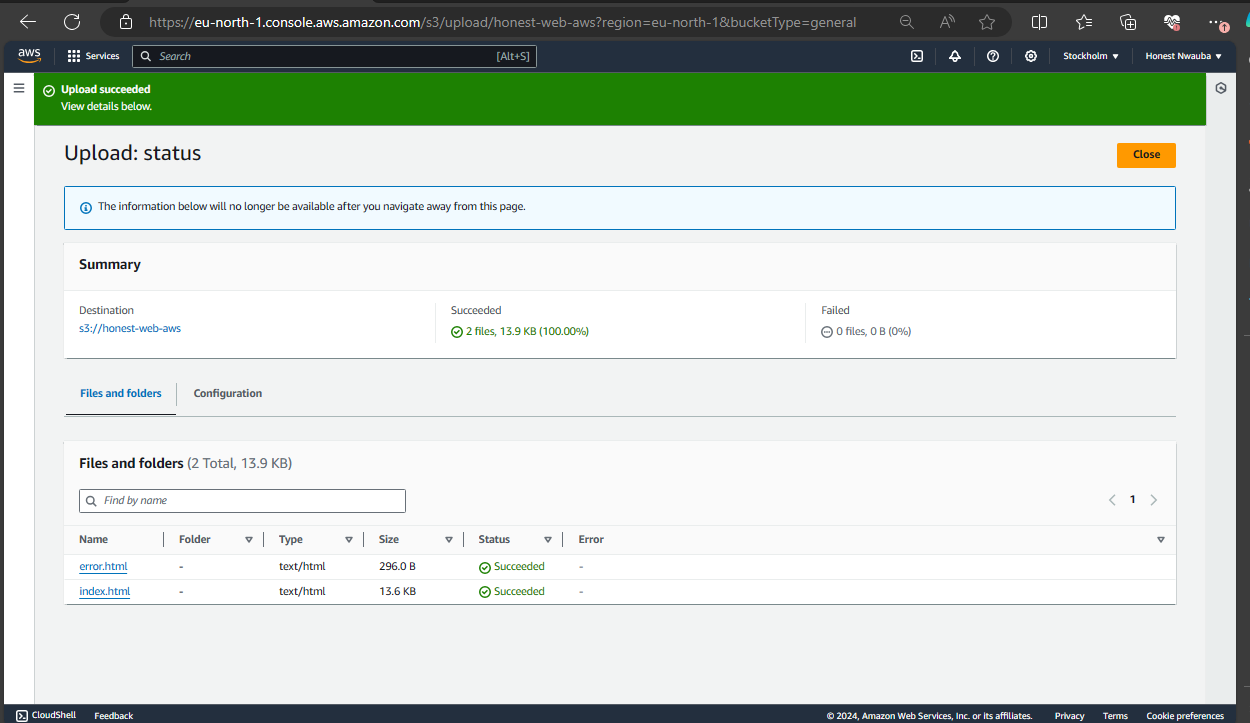 https://eu-north-1.console.aws.amazon.com/s3/upload/honest-web-aws?region=eu-north-1&bucketType=general
aws Services Search [Alt+S] Stockholm Honest Nwauba
Upload succeeded
View details below.
Upload: status
Close
The information below will no longer be available after you navigate away from this page.
Summary
Destination Succeeded Failed
s3://honest-web-aws 2 files, 13.9 KB (100.00%) 0 files, 0 B (0%)
Files and folders Configuration
Files and folders (2 Total, 13.9 KB)
Find by name 1
Name Folder Type Size Status Error
error.html - text/html 296.0 B Succeeded -
index.html - text/html 13.6 KB Succeeded -
CloudShell Feedback © 2024, Amazon Web Services, Inc. or its affiliates. Privacy Terms Cookie preferences